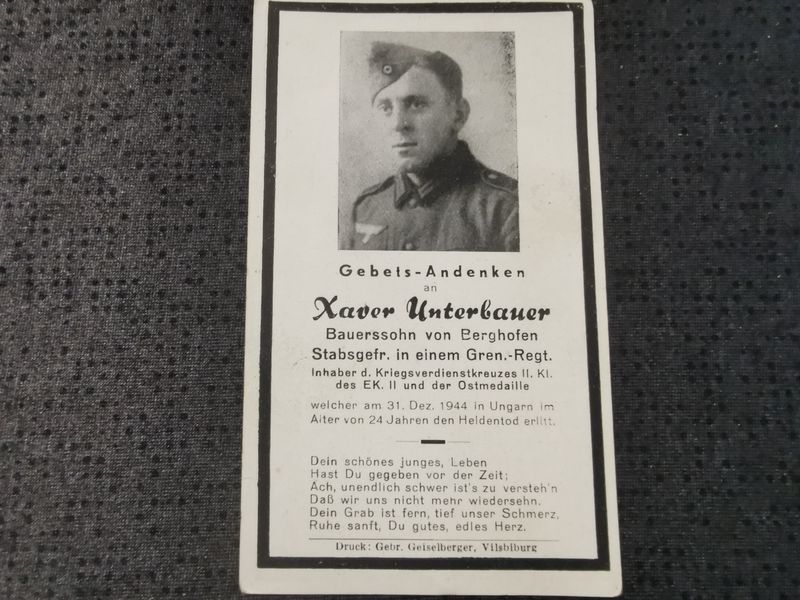 Gebets-Andenken
an
Xaver Unterbauer
Bauerssohn von Berghofen
Stabsgefr. in einem Gren.-Regt.
Inhaber d. Kriegsverdienstkreuzes II. Kl.
des EK. II und der Ostmedaille
welcher am 31. Dez. 1944 in Ungarn im
Alter von 24 Jahren den Heldentod erlitt.
Dein schönes junges, Leben
Hast Du gegeben vor der Zeit;
Ach, unendlich schwer ist's zu versteh'n
Daß wir uns nicht mehr wiedersehn.
Dein Grab ist fern, tief unser Schmerz,
Ruhe sanft, Du gutes, edles Herz.
Druck: Gebr. Geiselberger, Vilsbiburg